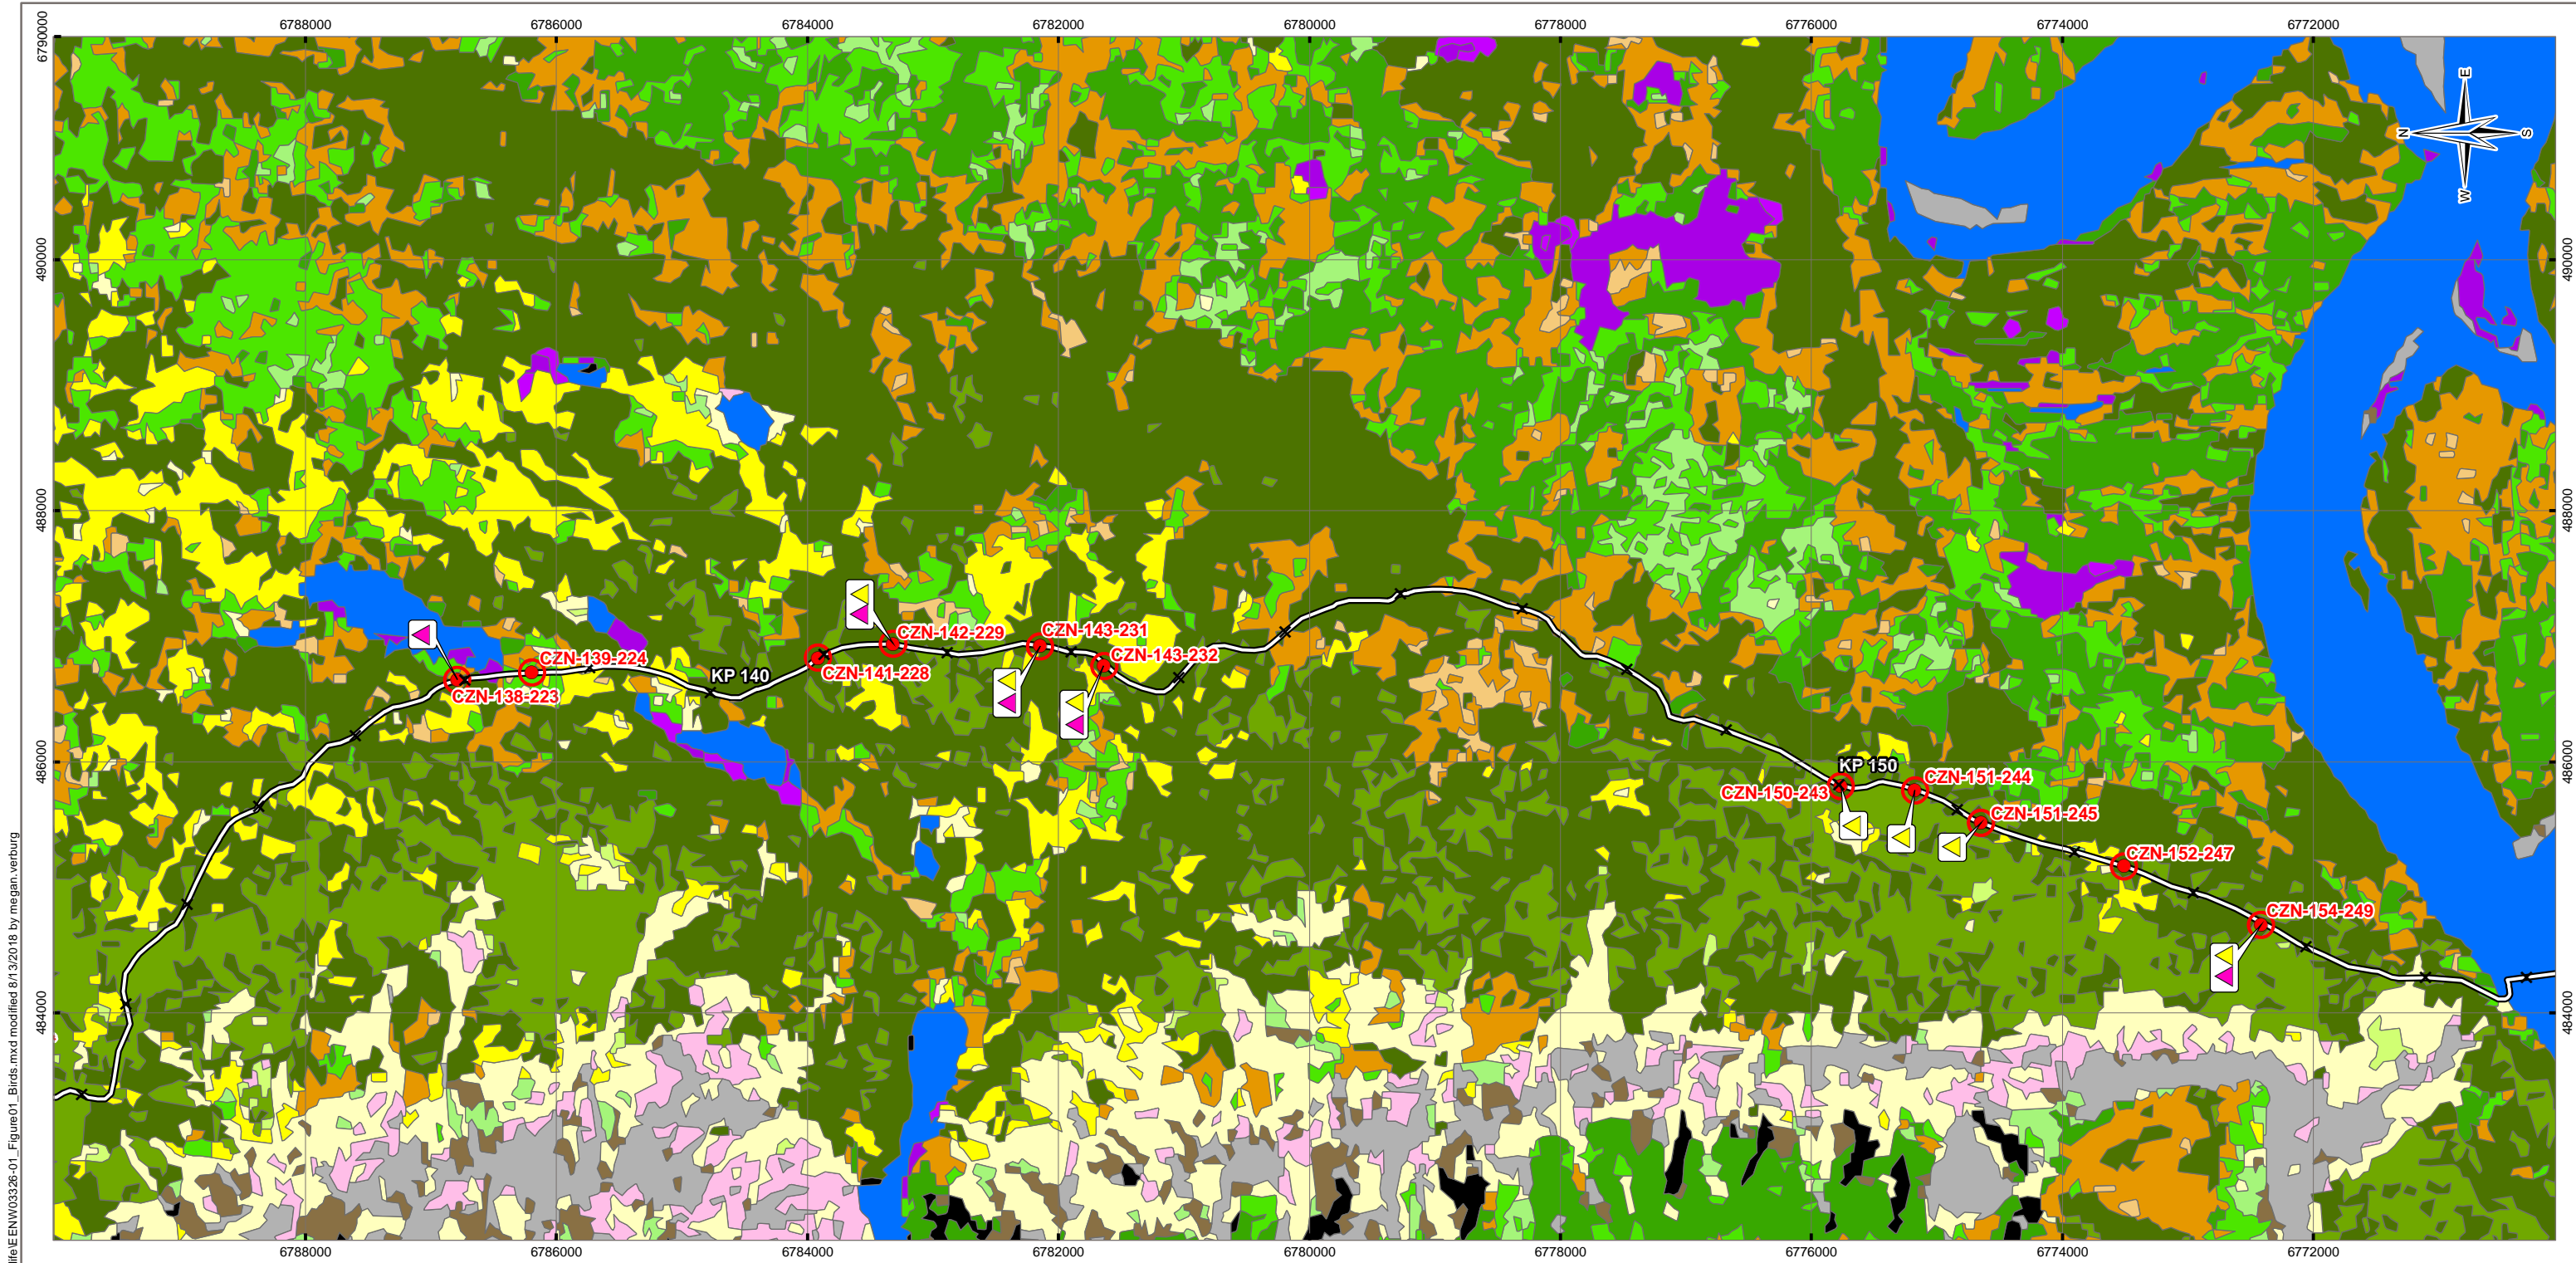 6788000 6786000 6784000 6782000 6780000 6778000 6776000 6774000 6772000
6790000
490000
488000
486000
484000
490000
488000
486000
484000
E
N
S
W
CZN-142-229
CZN-143-231
CZN-139-224
CZN-143-232
CZN-141-228
KP 140
CZN-138-223
KP 150
CZN-151-244
CZN-150-243
CZN-151-245
CZN-152-247
CZN-154-249
life\EENW03326-01_Figure01_Birds.mxd modified 8/13/2018 by megan.verburg
6788000 6786000 6784000 6782000 6780000 6778000 6776000 6774000 6772000